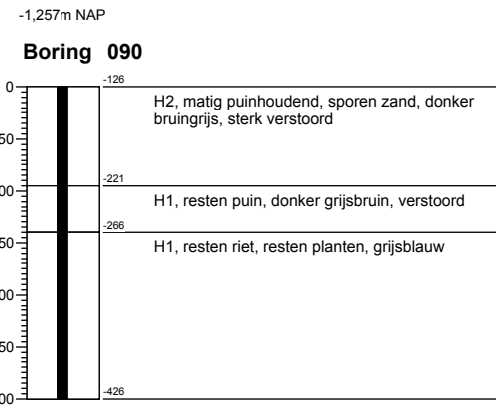 -1,257m NAP
Boring 090
0
-126
H2, matig puinhoudend, sporen zand, donker
bruingrijs, sterk verstoord
50
-221
00
H1, resten puin, donker grijsbruin, verstoord
-266
50
H1, resten riet, resten planten, grijsblauw
00
50
-426
00